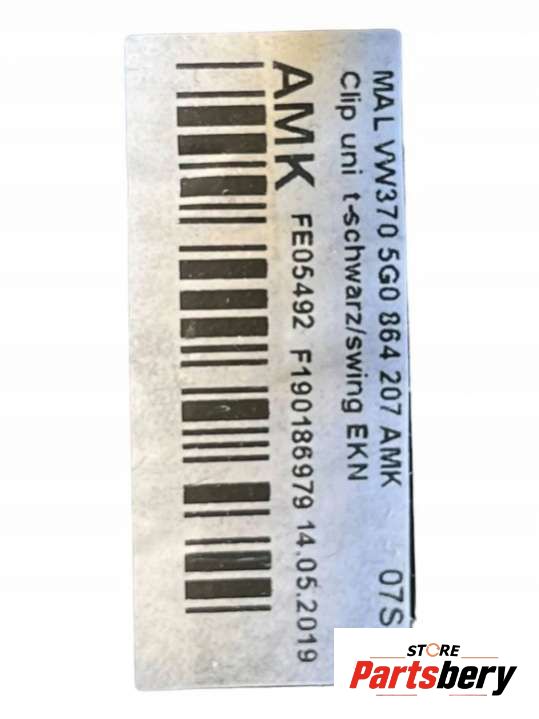 MAL VW370 5G0 864 207 AMK 07S
Clip uni t-schwarz/swing EKN
AMK FE05492 F190186979 14.05.2019
STORE
Partsbery